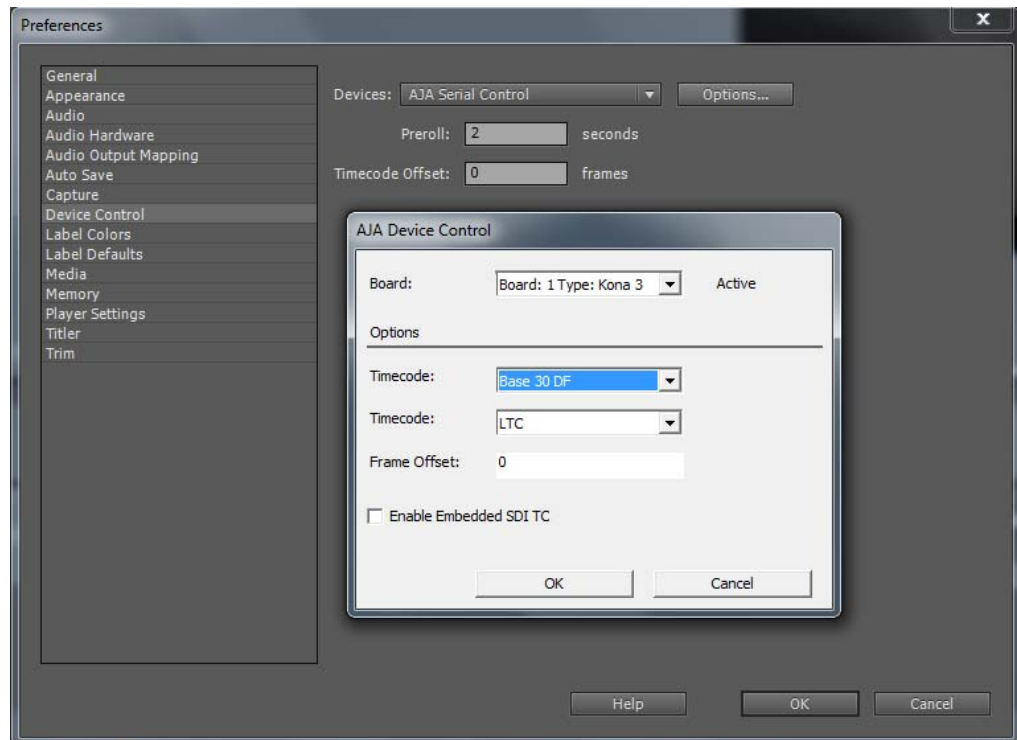 Preferences
X
General
Appearance
Audio
Audio Hardware
Audio Output Mapping
Auto Save
Capture
Device Control
Label Colors
Label Defaults
Media
Memory
Player Settings
Titler
Trim
Devices: AJA Serial Control Options...
Preroll: 2 seconds
Timecode Offset: 0 frames
AJA Device Control
Board: Board: 1 Type: Kona 3 Active
Options
Timecode: Base 30 DF
Timecode: LTC
Frame Offset: 0
Enable Embedded SDI TC
OK Cancel
Help OK Cancel